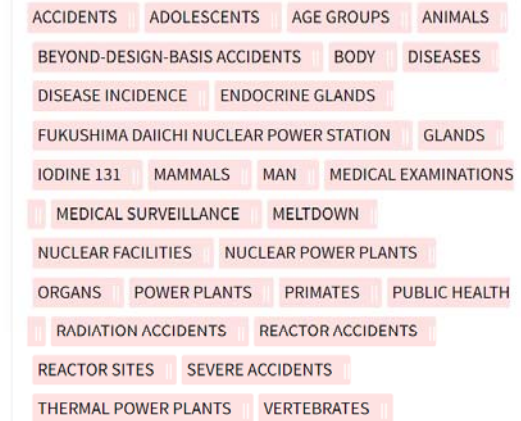 ACCIDENTS || ADOLESCENTS || AGE GROUPS || ANIMALS ||
BEYOND-DESIGN-BASIS ACCIDENTS || BODY || DISEASES ||
DISEASE INCIDENCE || ENDOCRINE GLANDS ||
FUKUSHIMA DAIICHI NUCLEAR POWER STATION || GLANDS ||
IODINE 131 || MAMMALS || MAN || MEDICAL EXAMINATIONS
|| MEDICAL SURVEILLANCE || MELTDOWN ||
NUCLEAR FACILITIES || NUCLEAR POWER PLANTS ||
ORGANS || POWER PLANTS || PRIMATES || PUBLIC HEALTH
|| RADIATION ACCIDENTS || REACTOR ACCIDENTS ||
REACTOR SITES || SEVERE ACCIDENTS ||
THERMAL POWER PLANTS || VERTEBRATES ||